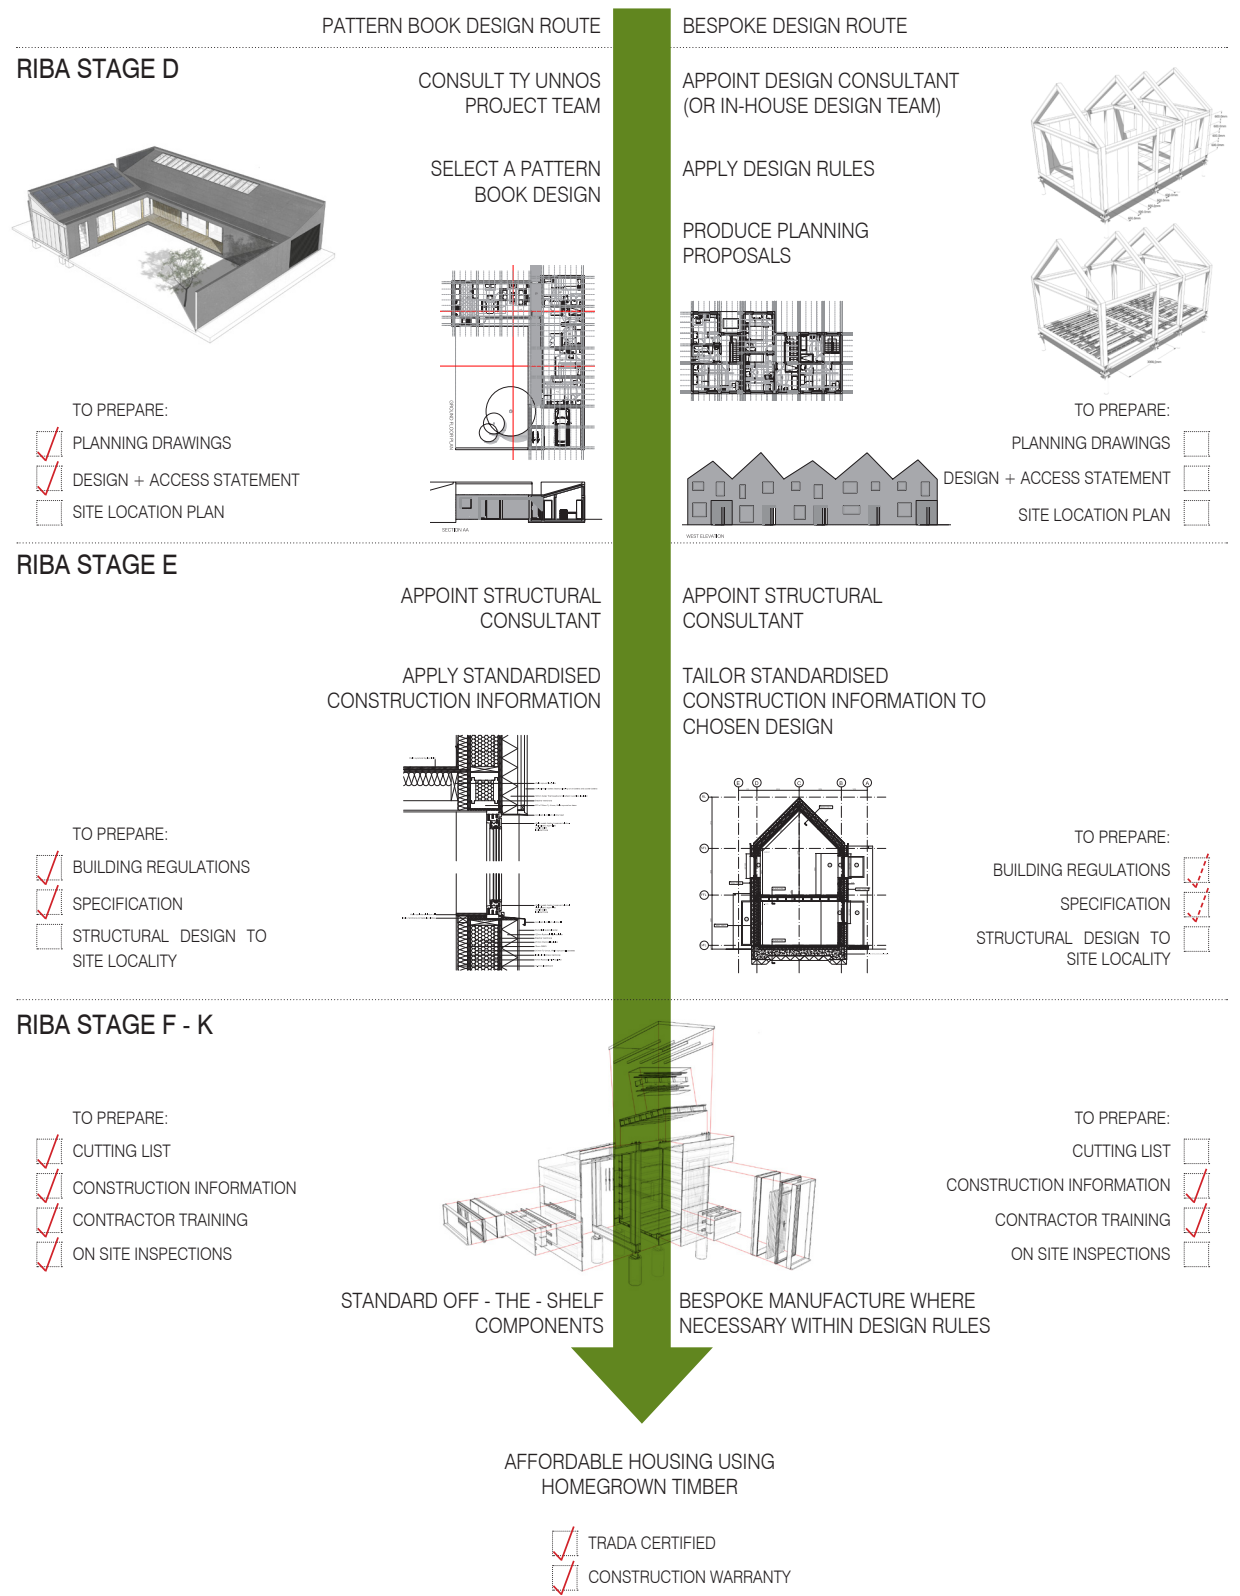 PATTERN BOOK DESIGN ROUTE
BESPOKE DESIGN ROUTE
RIBA STAGE D
CONSULT TY UNNOS
PROJECT TEAM
SELECT A PATTERN
BOOK DESIGN
APPOINT DESIGN CONSULTANT
(OR IN-HOUSE DESIGN TEAM)
APPLY DESIGN RULES
PRODUCE PLANNING
PROPOSALS
GROUND FLOOR PLAN
SECTION AA
WEST ELEVATION
TO PREPARE:
PLANNING DRAWINGS
DESIGN + ACCESS STATEMENT
SITE LOCATION PLAN
TO PREPARE:
PLANNING DRAWINGS
DESIGN + ACCESS STATEMENT
SITE LOCATION PLAN
RIBA STAGE E
APPOINT STRUCTURAL
CONSULTANT
APPLY STANDARDISED
CONSTRUCTION INFORMATION
APPOINT STRUCTURAL
CONSULTANT
TAILOR STANDARDISED
CONSTRUCTION INFORMATION TO
CHOSEN DESIGN
E D C B A
TO PREPARE:
BUILDING REGULATIONS
SPECIFICATION
STRUCTURAL DESIGN TO
SITE LOCALITY
TO PREPARE:
BUILDING REGULATIONS
SPECIFICATION
STRUCTURAL DESIGN TO
SITE LOCALITY
RIBA STAGE F - K
TO PREPARE:
CUTTING LIST
CONSTRUCTION INFORMATION
CONTRACTOR TRAINING
ON SITE INSPECTIONS
TO PREPARE:
CUTTING LIST
CONSTRUCTION INFORMATION
CONTRACTOR TRAINING
ON SITE INSPECTIONS
STANDARD OFF - THE - SHELF
COMPONENTS
BESPOKE MANUFACTURE WHERE
NECESSARY WITHIN DESIGN RULES
AFFORDABLE HOUSING USING
HOMEGROWN TIMBER
TRADA CERTIFIED
CONSTRUCTION WARRANTY